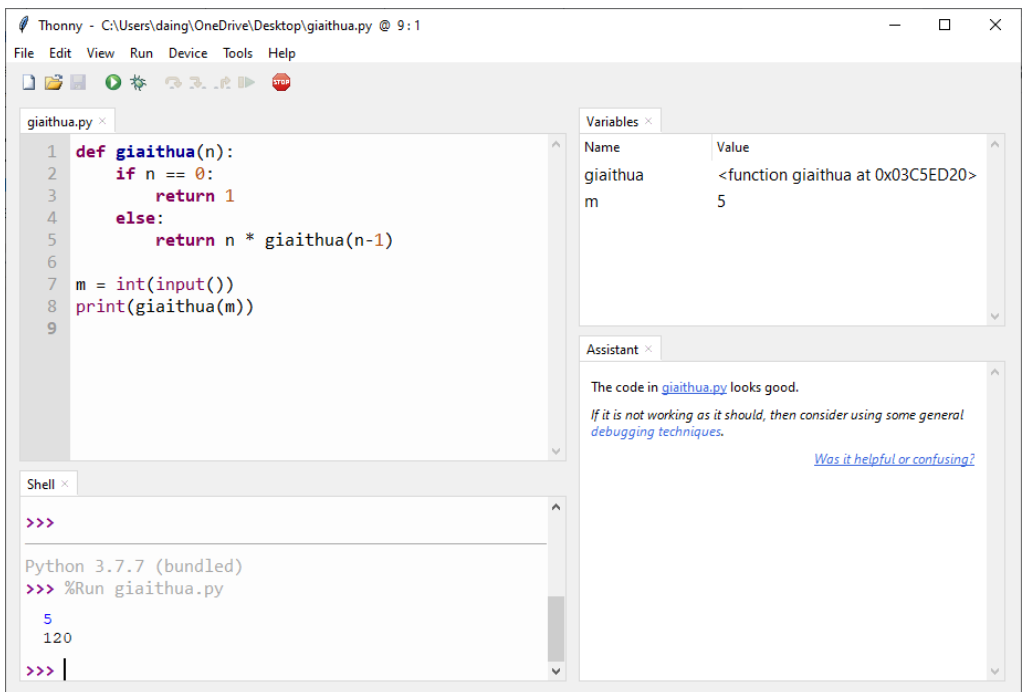 Thonny - C:\Users\daing\OneDrive\Desktop\giaithua.py @ 9:1
File Edit View Run Device Tools Help
STOP
giaithua.py ×
1 def giaithua(n):
2     if n == 0:
3         return 1
4     else:
5         return n * giaithua(n-1)
6
7 m = int(input())
8 print(giaithua(m))
9
Shell ×
>>>
Python 3.7.7 (bundled)
>>> %Run giaithua.py
5
120
>>>
Variables ×
Name Value
giaithua <function giaithua at 0x03C5ED20>
m 5
Assistant ×
The code in giaithua.py looks good.
If it is not working as it should, then consider using some general
debugging techniques.
Was it helpful or confusing?